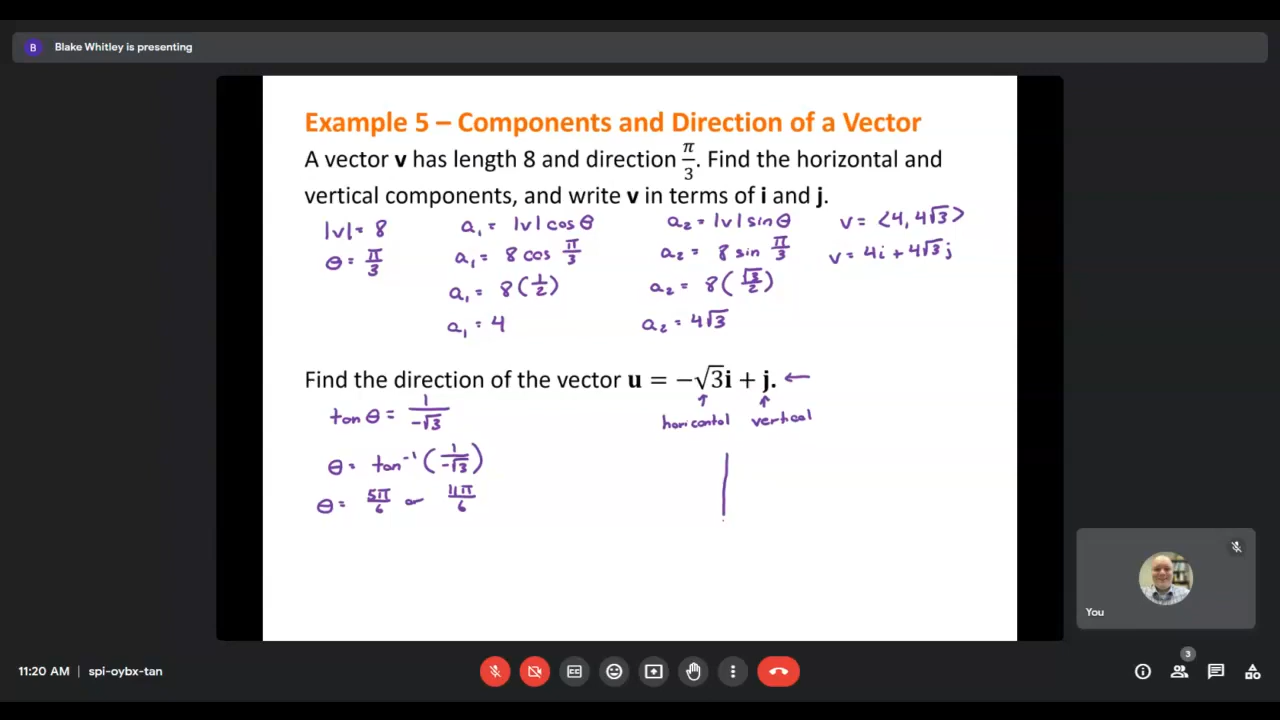 B Blake Whitley is presenting
Example 5 – Components and Direction of a Vector
A vector v has length 8 and direction π/3. Find the horizontal and
vertical components, and write v in terms of i and j.
|v| = 8
θ = π/3
a₁ = |v| cos θ
a₁ = 8 cos π/3
a₁ = 8 (1/2)
a₁ = 4
a₂ = |v| sin θ
a₂ = 8 sin π/3
a₂ = 8 (√3/2)
a₂ = 4√3
v = <4, 4√3>
v = 4i + 4√3j
Find the direction of the vector u = −√3i + j. ←
↑ ↑
horizontal vertical
tan θ = 1/-√3
θ = tan⁻¹ (1/-√3)
θ = 5π/6 or 11π/6
You
11:20 AM | spi-oybx-tan
3